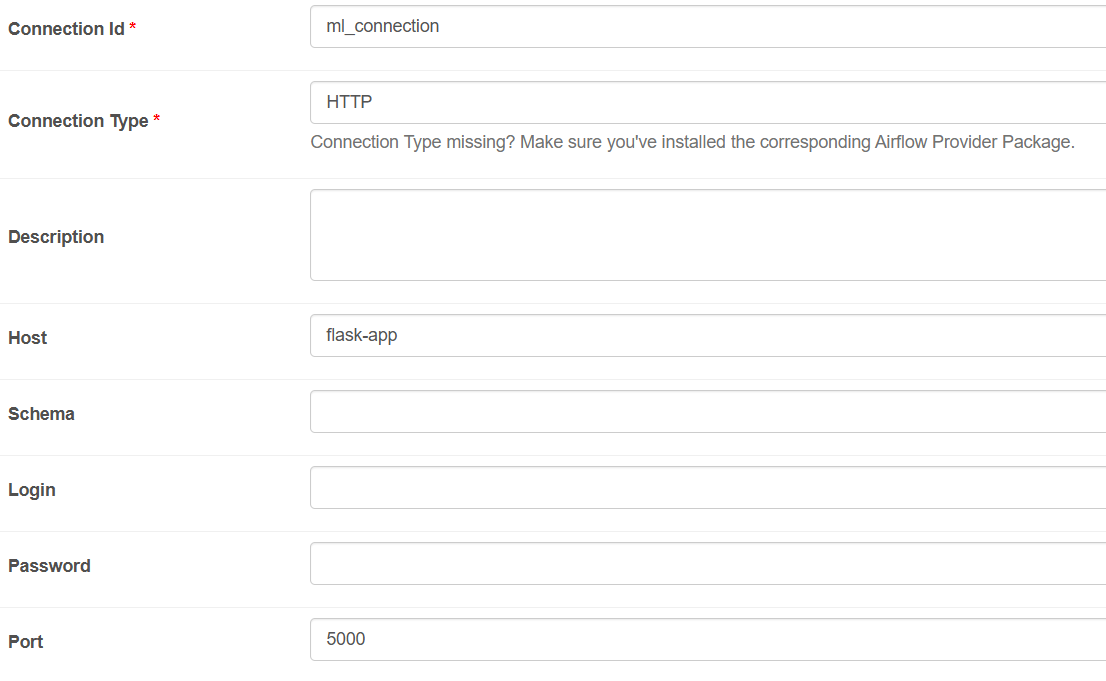 Connection Id *
ml_connection
Connection Type *
HTTP
Connection Type missing? Make sure you've installed the corresponding Airflow Provider Package.
Description
Host
flask-app
Schema
Login
Password
Port
5000